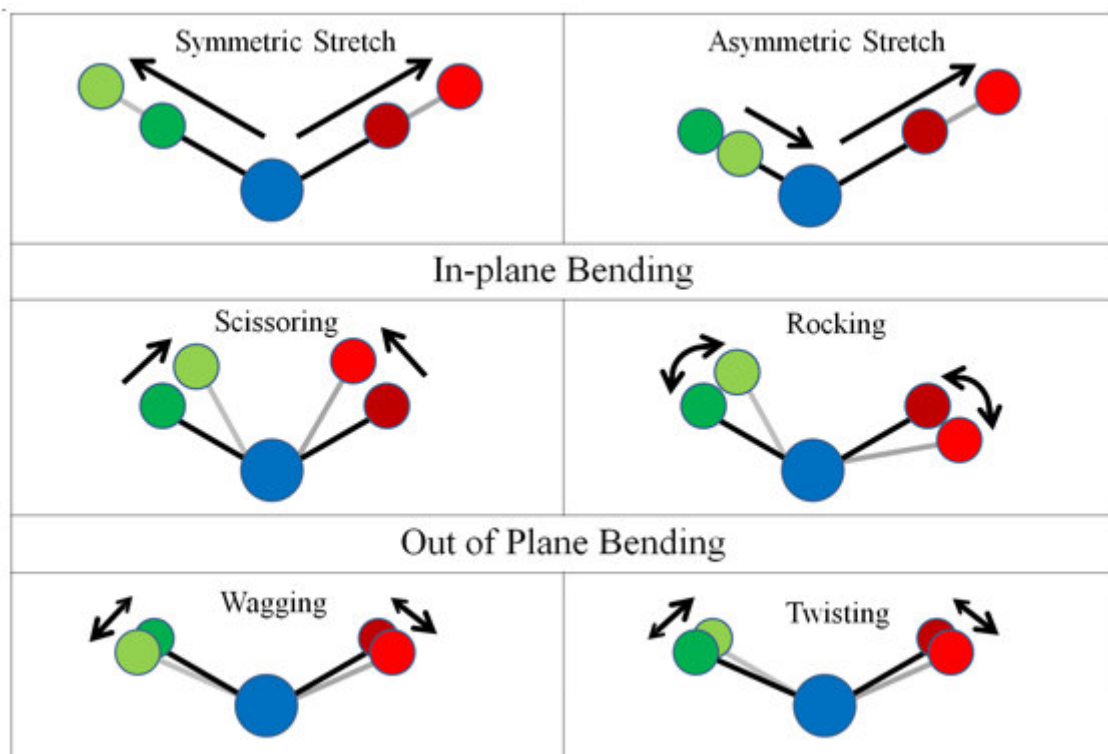 Symmetric Stretch
Asymmetric Stretch
In-plane Bending
Scissoring
Rocking
Out of Plane Bending
Wagging
Twisting